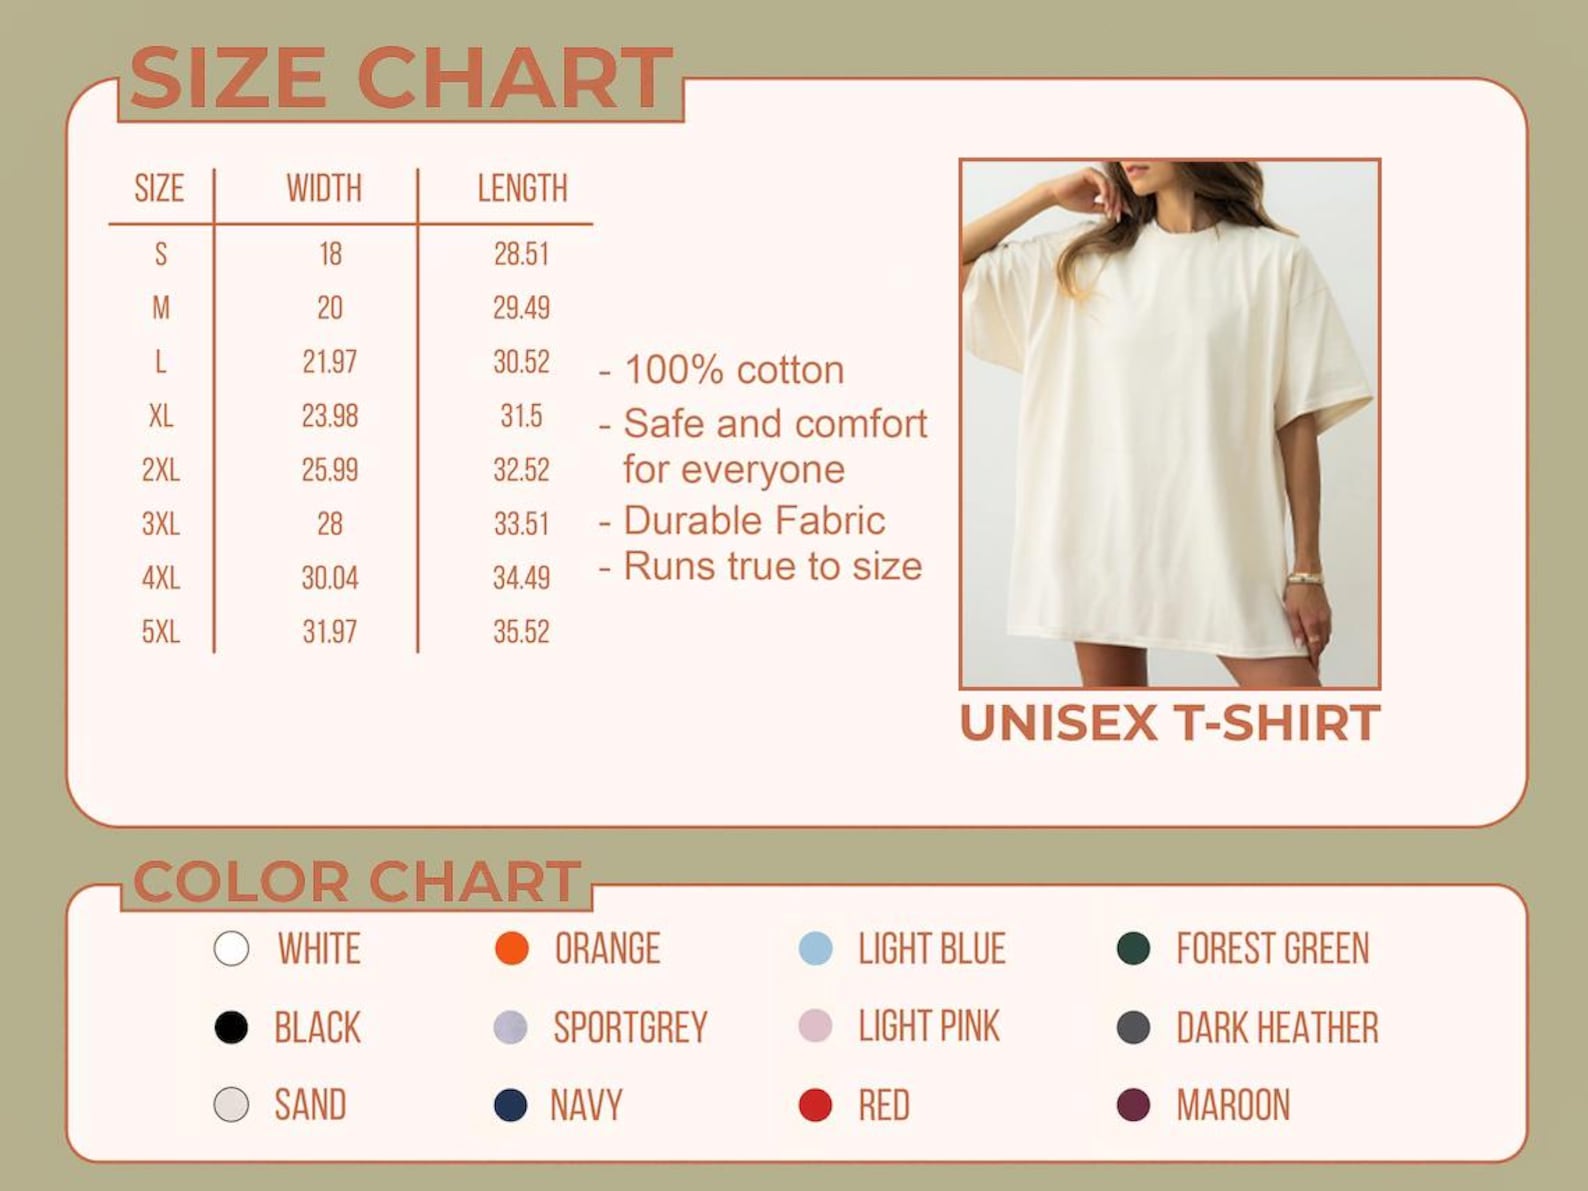 SIZE CHART
SIZE WIDTH LENGTH
S 18 28.51
M 20 29.49
L 21.97 30.52
XL 23.98 31.5
2XL 25.99 32.52
3XL 28 33.51
4XL 30.04 34.49
5XL 31.97 35.52
- 100% cotton
- Safe and comfort
for everyone
- Durable Fabric
- Runs true to size
UNISEX T-SHIRT
COLOR CHART
WHITE ORANGE LIGHT BLUE FOREST GREEN
BLACK SPORTGREY LIGHT PINK DARK HEATHER
SAND NAVY RED MAROON